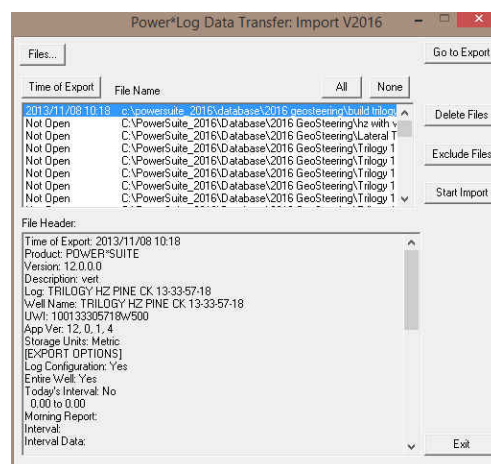 Power*Log Data Transfer: Import V2016
Files...
Go to Export
Time of Export
File Name
All
None
2013/11/08 10:18 c:\powersuite_2016\database\2016 geosteering\build trilog
Not Open C:\PowerSuite_2016\Database\2016 GeoSteering\hz with v
Not Open C:\PowerSuite_2016\Database\2016 GeoSteering\Lateral T
Not Open C:\PowerSuite_2016\Database\2016 GeoSteering\Trilogy 1
Not Open C:\PowerSuite_2016\Database\2016 GeoSteering\Trilogy 1
Not Open C:\PowerSuite_2016\Database\2016 GeoSteering\Trilogy 1
Not Open C:\PowerSuite_2016\Database\2016 GeoSteering\Trilogy 1
Not Open C:\PowerSuite_2016\Database\2016 GeoSteering\Trilogy 1
Delete Files
Exclude Files
Start Import
File Header:
Time of Export: 2013/11/08 10:18
Product: POWER*SUITE
Version: 12.0.0.0
Description: vert
Log: TRILOGY HZ PINE CK 13-33-57-18
Well Name: TRILOGY HZ PINE CK 13-33-57-18
UWI: 100133305718W500
App Ver: 12, 0, 1, 4
Storage Units: Metric
[EXPORT OPTIONS]
Log Configuration: Yes
Entire Well: Yes
Today's Interval: No
0.00 to 0.00
Morning Report:
Interval:
Interval Data:
Exit